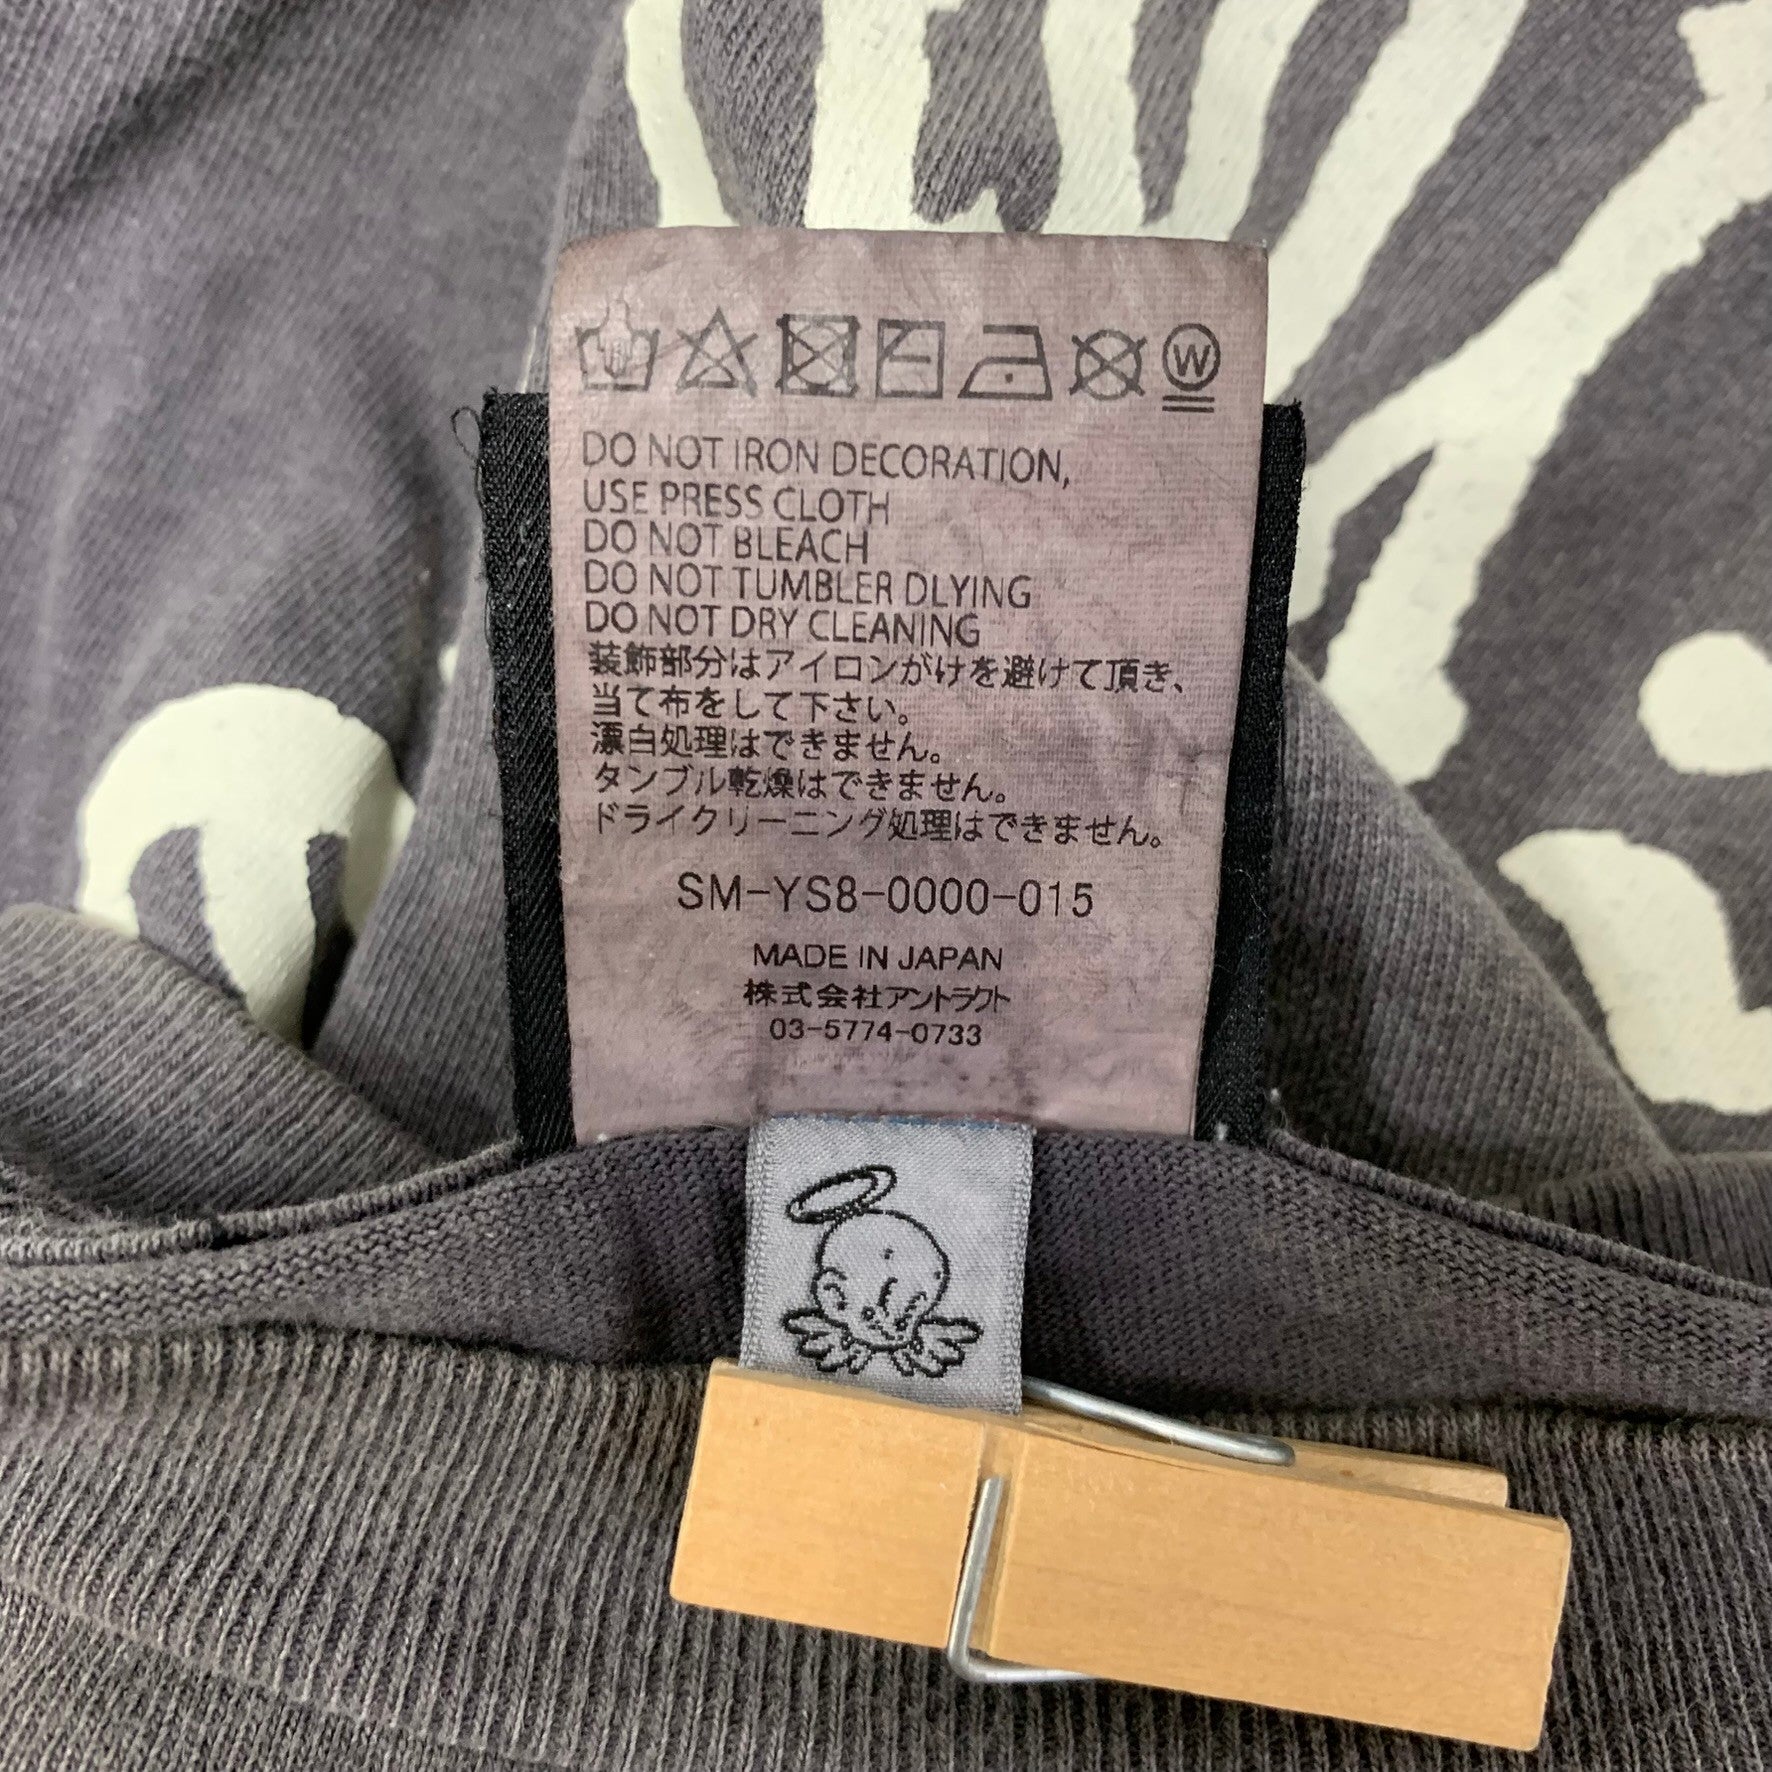 W
DO NOT IRON DECORATION,
USE PRESS CLOTH
DO NOT BLEACH
DO NOT TUMBLER DLYING
DO NOT DRY CLEANING
装飾部分はアイロンがけを避けて頂き、
当て布をして下さい。
漂白処理はできません。
タンブル乾燥はできません。
ドライクリーニング処理はできません。
SM-YS8-0000-015
MADE IN JAPAN
株式会社アントラクト
03-5774-0733